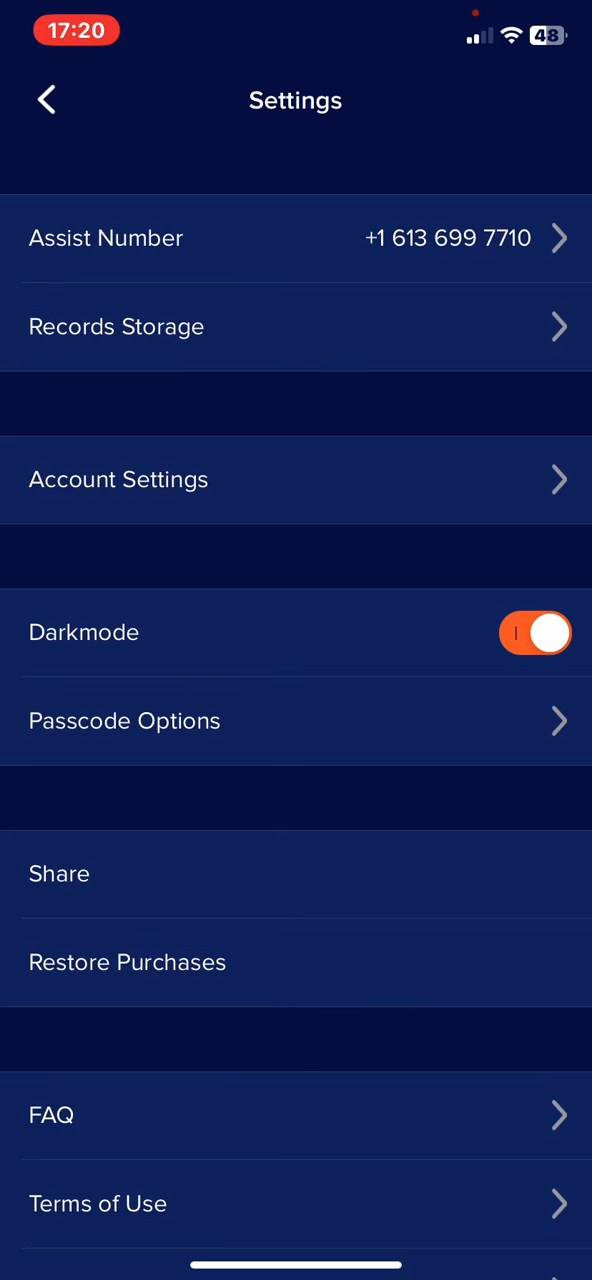 17:20
48
Settings
Assist Number +1 613 699 7710
Records Storage
Account Settings
Darkmode
Passcode Options
Share
Restore Purchases
FAQ
Terms of Use